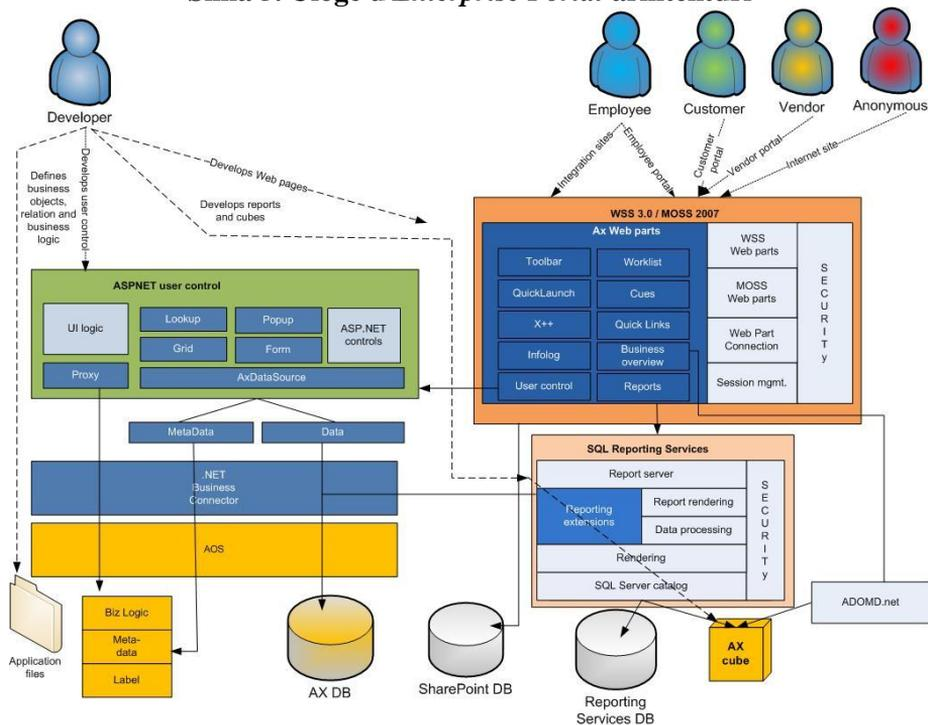 Developer
Employee
Customer
Vendor
Anonymous
Defines
business
objects,
relation and
business
logic
Develops user control
Develops Web pages
Develops reports
and cubes
Integration sites
Employee portal
Customer
portal
Vendor portal
Internet site
WSS 3.0 / MOSS 2007
Ax Web parts
Toolbar
Worklist
QuickLaunch
Cues
X++
Quick Links
Infolog
Business
overview
User control
Reports
WSS
Web parts
MOSS
Web parts
Web Part
Connection
Session mgmt.
SECURITy
ASPNET user control
UI logic
Lookup
Popup
Grid
Form
ASP.NET
controls
Proxy
AxDataSource
MetaData
Data
.NET
Business
Connector
AOS
SQL Reporting Services
Report server
Reporting
extensions
Report rendering
Data processing
Rendering
SQL Server catalog
SECURITy
ADOMD.net
Application
files
Biz Logic
Meta-
data
Label
AX DB
SharePoint DB
Reporting
Services DB
AX
cube